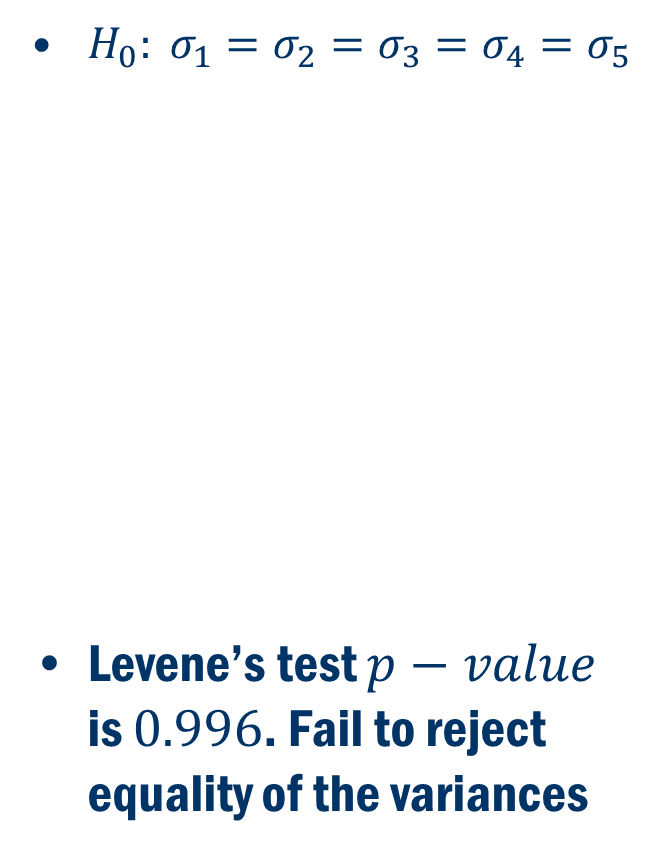 • H₀: σ₁ = σ₂ = σ₃ = σ₄ = σ₅
• Levene’s test p − value
is 0.996. Fail to reject
equality of the variances